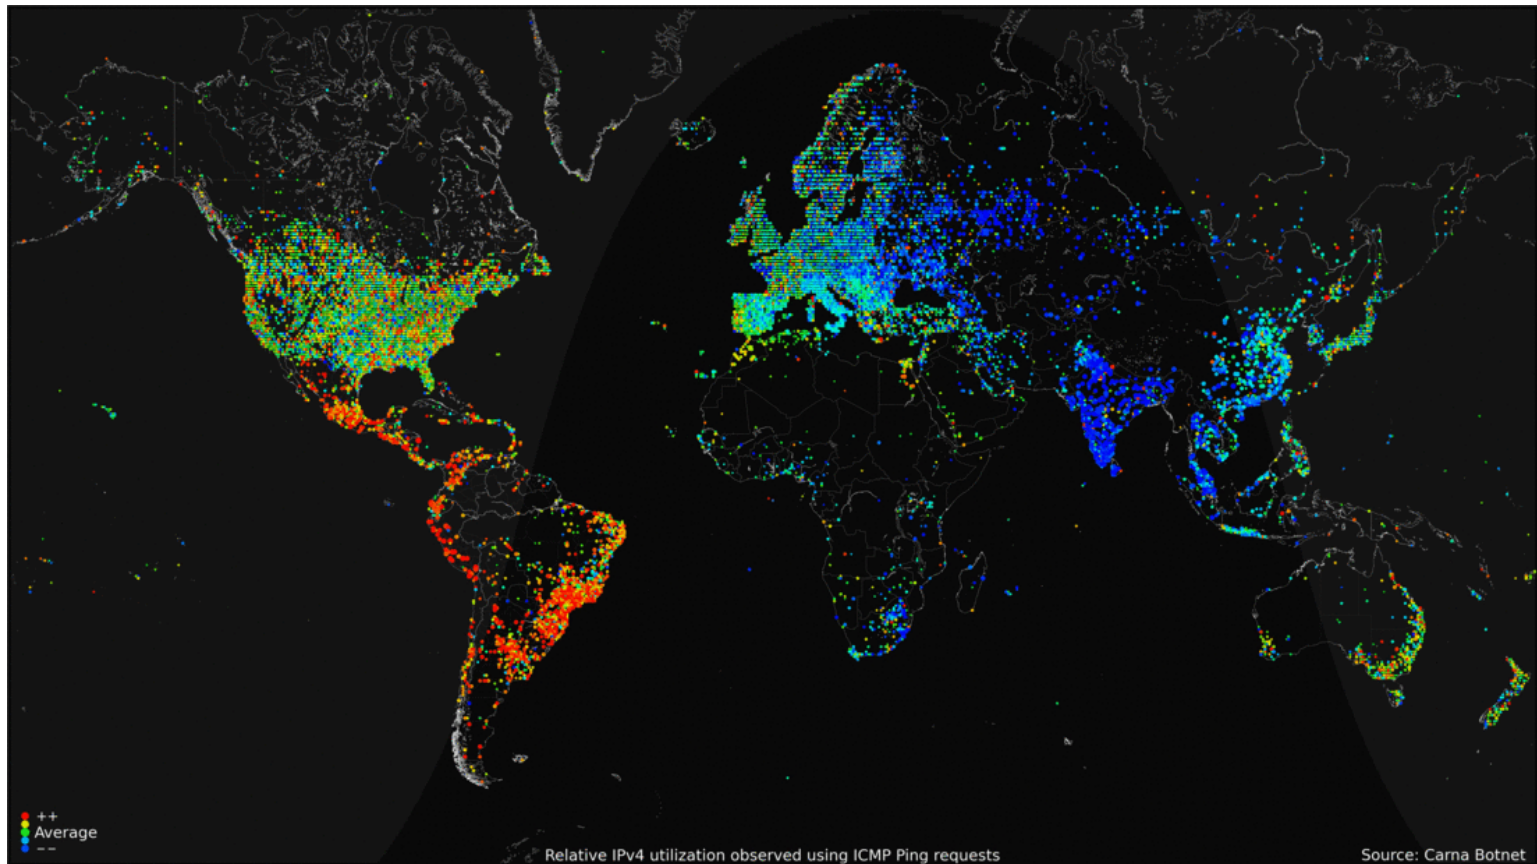 ++
Average
--
Relative IPv4 utilization observed using ICMP Ping requests
Source: Carna Botnet